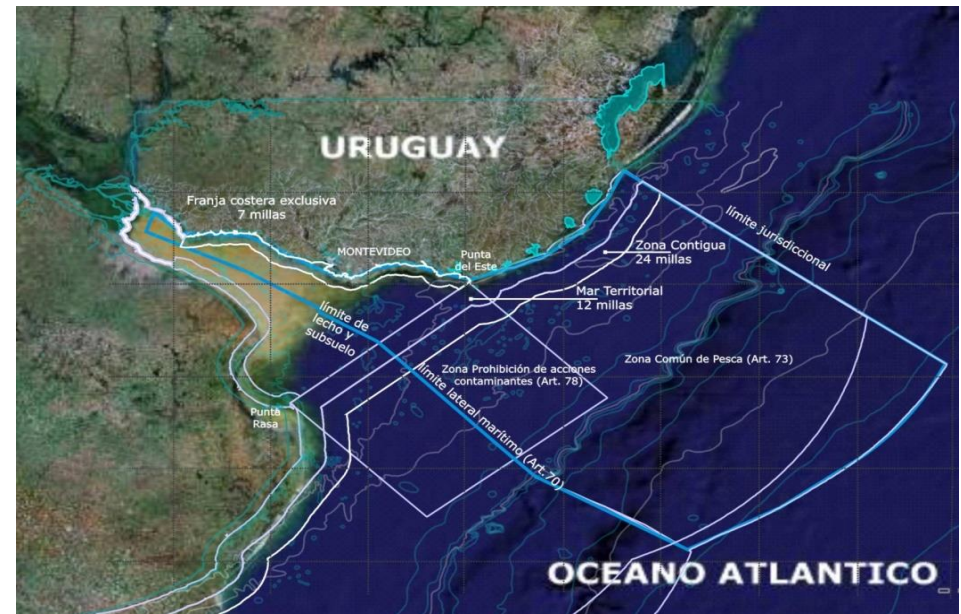 URUGUAY
Franja costera exclusiva
7 millas
MONTEVIDEO
Punta
del Este
límite jurisdiccional
Zona Contigua
24 millas
Mar Territorial
12 millas
límite de
lecho y
subsuelo
Zona Común de Pesca (Art. 73)
Zona Prohibición de acciones
contaminantes (Art. 78)
límite lateral marítimo (Art.70)
Punta
Rasa
OCEANO ATLANTICO